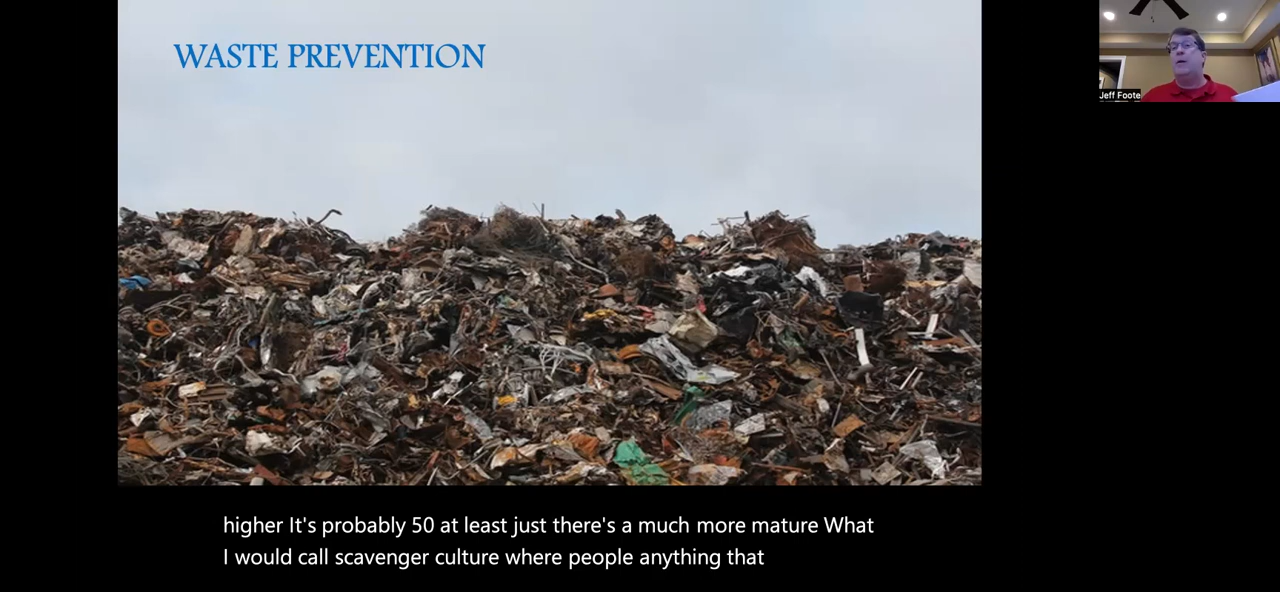 WASTE PREVENTION
Jeff Foote
higher It's probably 50 at least just there's a much more mature What
I would call scavenger culture where people anything that